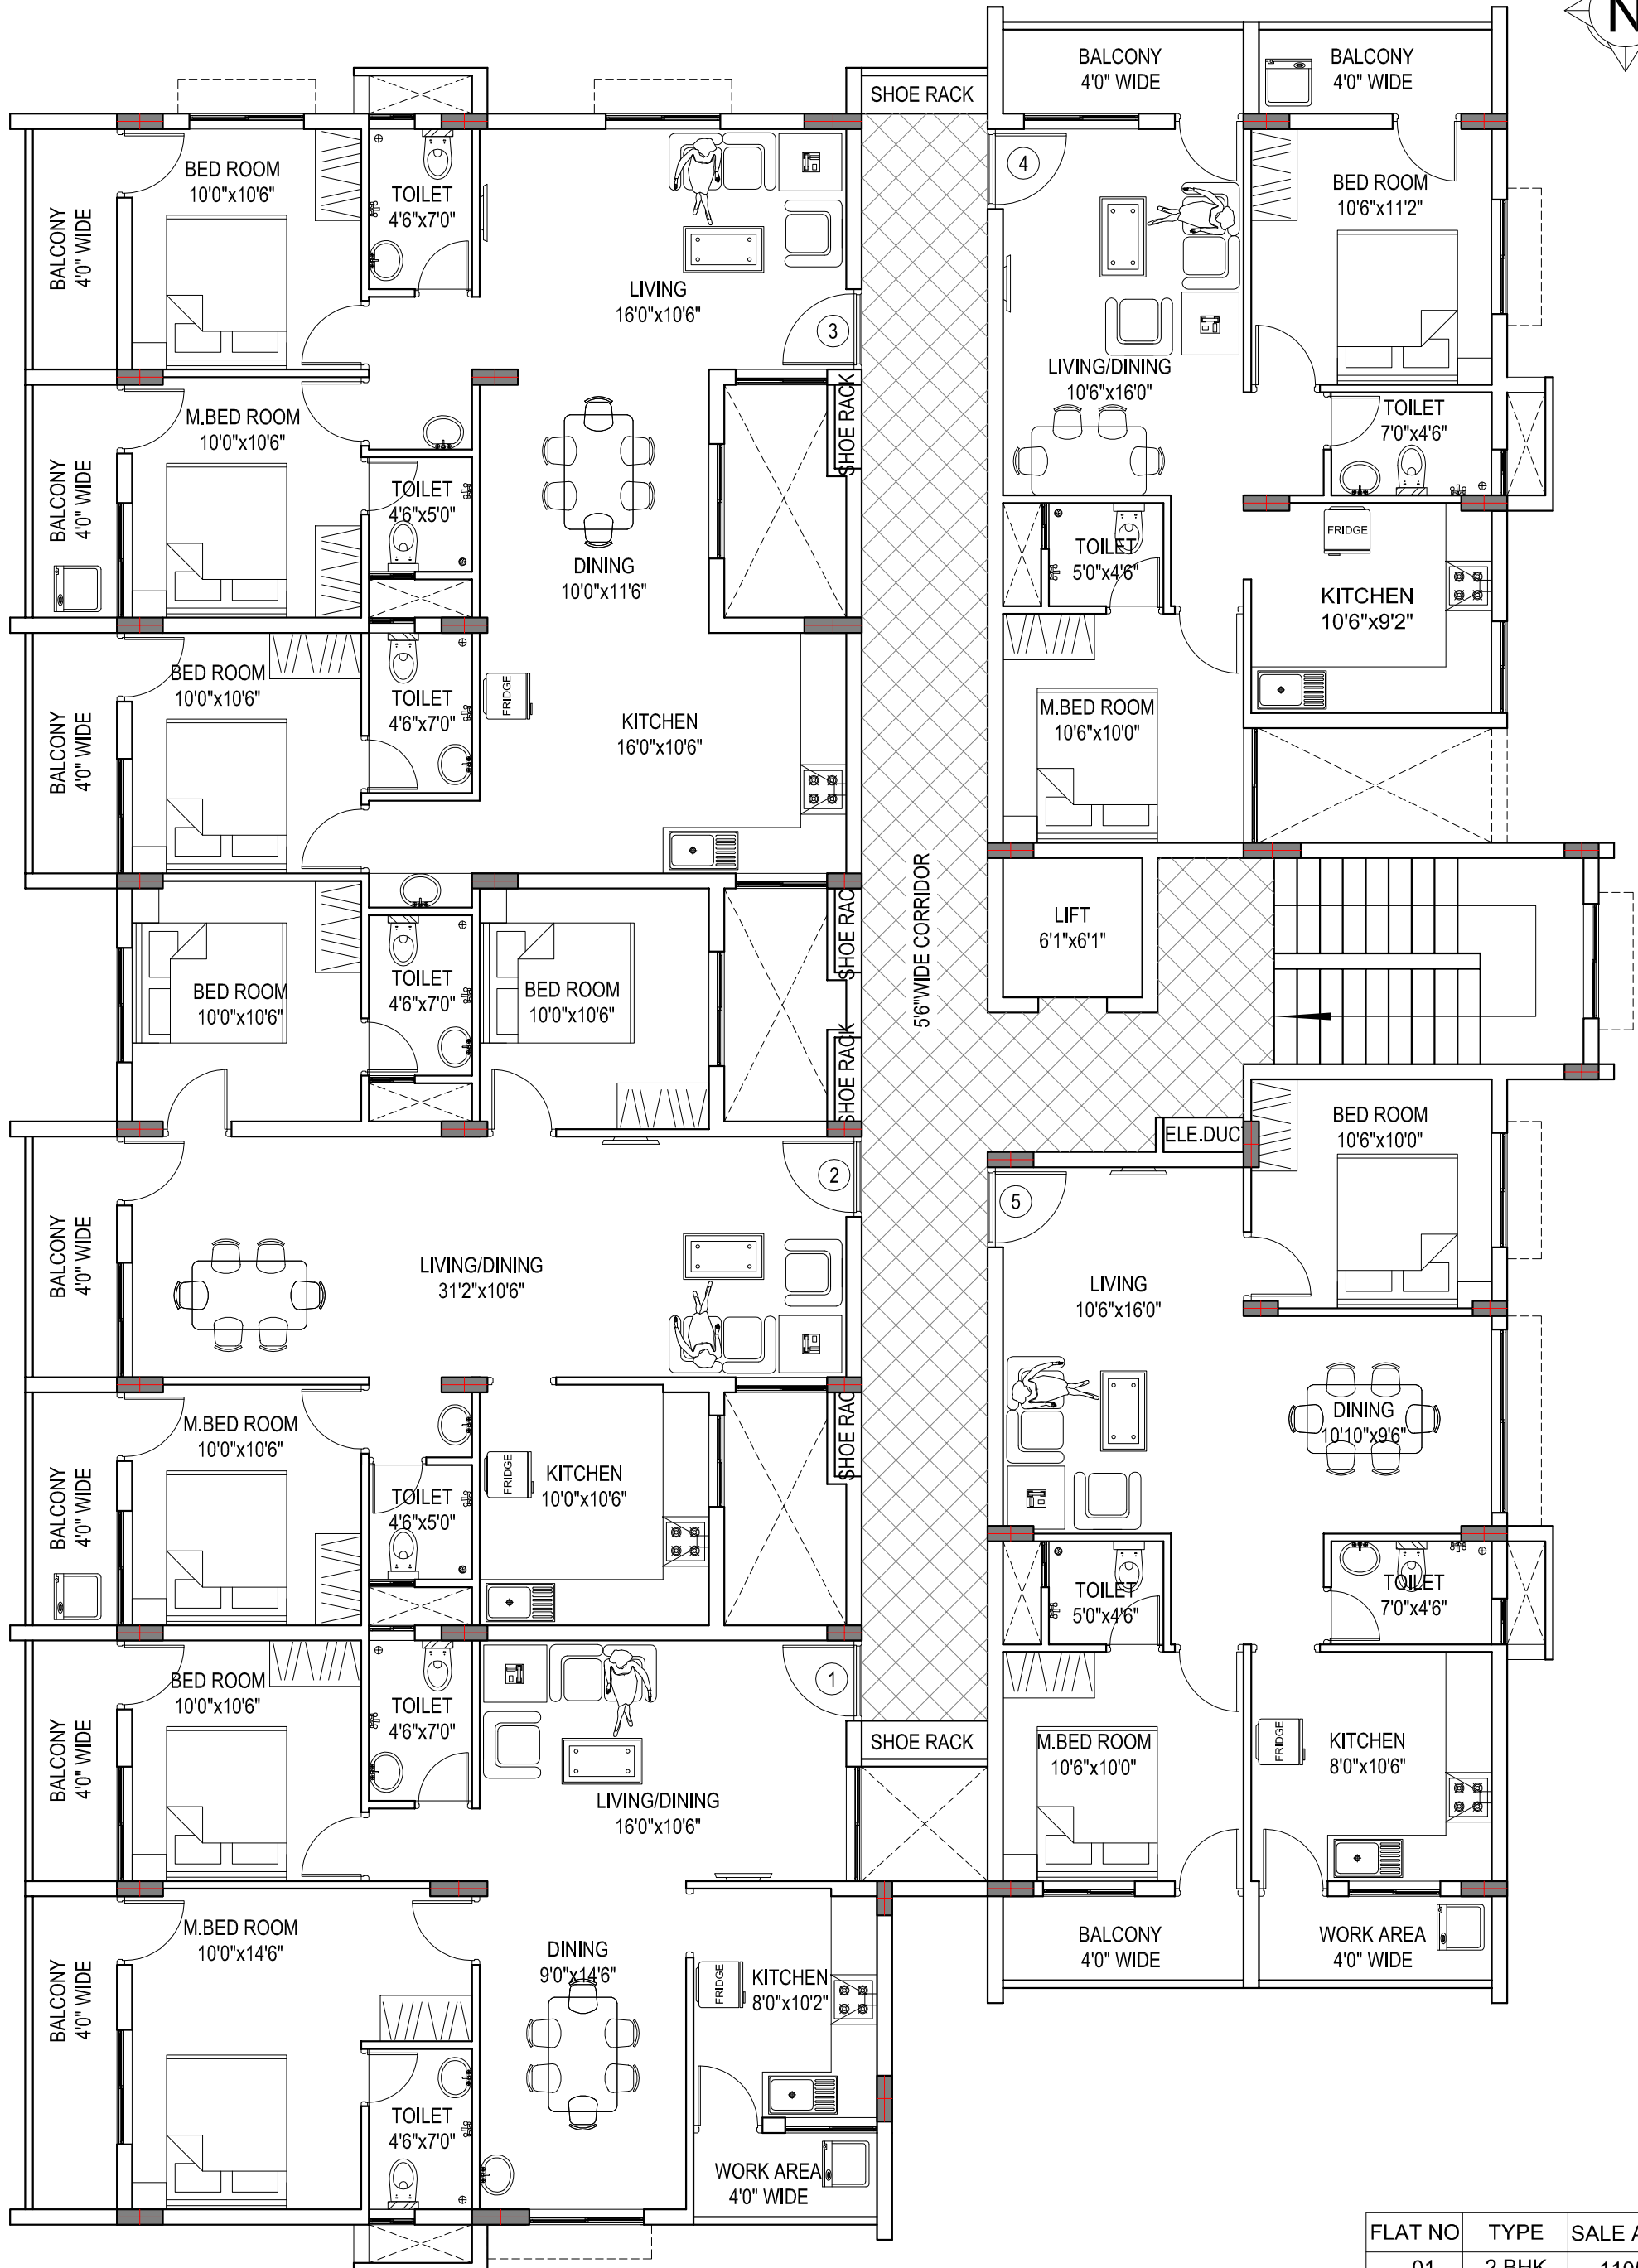 N
BALCONY
4'0" WIDE
BALCONY
4'0" WIDE
SHOE RACK
BED ROOM
10'0"x10'6"
TOILET
4'6"x7'0"
BALCONY
4'0" WIDE
LIVING
16'0"x10'6"
3
4
BED ROOM
10'6"x11'2"
LIVING/DINING
10'6"x16'0"
SHOE RACK
M.BED ROOM
10'0"x10'6"
BALCONY
4'0" WIDE
TOILET
4'6"x5'0"
DINING
10'0"x11'6"
TOILET
7'0"x4'6"
FRIDGE
TOILET
5'0"x4'6"
KITCHEN
10'6"x9'2"
BED ROOM
10'0"x10'6"
BALCONY
4'0" WIDE
TOILET
4'6"x7'0"
FRIDGE
KITCHEN
16'0"x10'6"
M.BED ROOM
10'6"x10'0"
5'6"WIDE CORRIDOR
LIFT
6'1"x6'1"
SHOE RAC
BED ROOM
10'0"x10'6"
TOILET
4'6"x7'0"
BED ROOM
10'0"x10'6"
SHOE RACK
ELE.DUC
BED ROOM
10'6"x10'0"
2
5
BALCONY
4'0" WIDE
LIVING/DINING
31'2"x10'6"
LIVING
10'6"x16'0"
SHOE RAC
M.BED ROOM
10'0"x10'6"
BALCONY
4'0" WIDE
TOILET
4'6"x5'0"
FRIDGE
KITCHEN
10'0"x10'6"
DINING
10'10"x9'6"
TOILET
5'0"x4'6"
TOILET
7'0"x4'6"
1
BED ROOM
10'0"x10'6"
BALCONY
4'0" WIDE
TOILET
4'6"x7'0"
SHOE RACK
M.BED ROOM
10'6"x10'0"
FRIDGE
KITCHEN
8'0"x10'6"
LIVING/DINING
16'0"x10'6"
M.BED ROOM
10'0"x14'6"
BALCONY
4'0" WIDE
DINING
9'0"x14'6"
FRIDGE
KITCHEN
8'0"x10'2"
BALCONY
4'0" WIDE
WORK AREA
4'0" WIDE
TOILET
4'6"x7'0"
WORK AREA
4'0" WIDE
FLAT NO TYPE SALE A
01 2 BHK